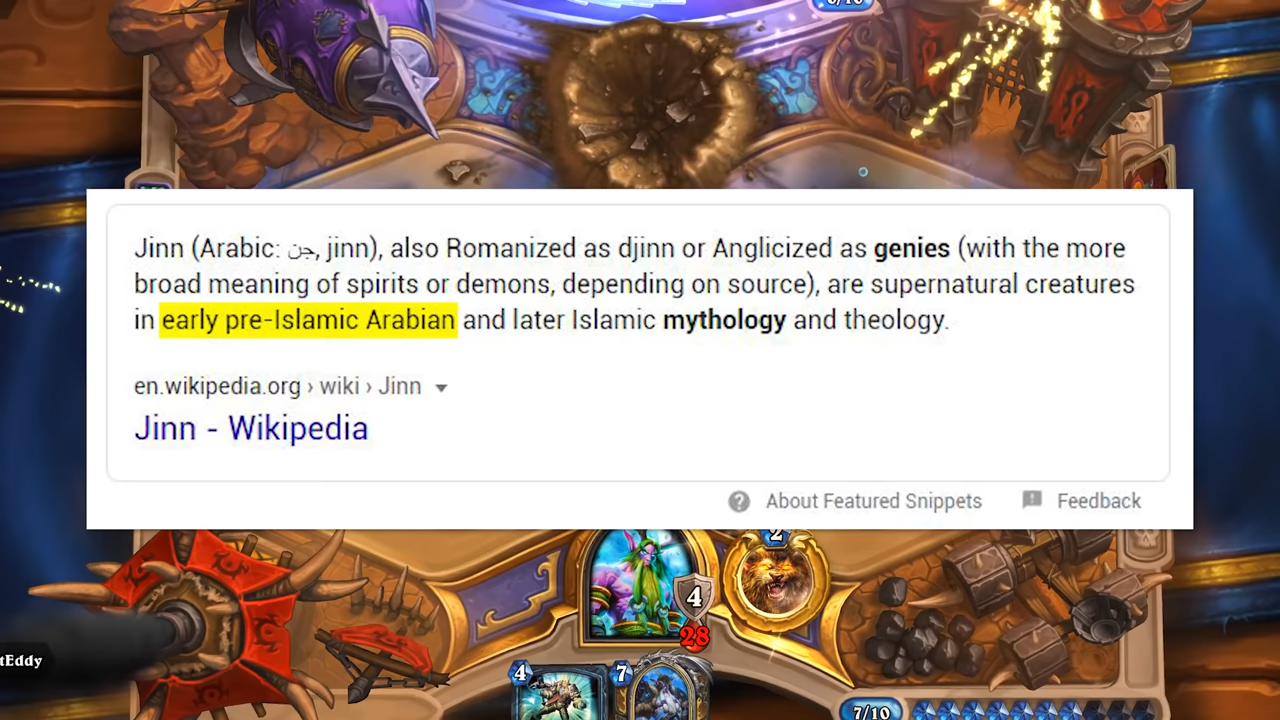 Jinn (Arabic: جن, jinn), also Romanized as djinn or Anglicized as genies (with the more
broad meaning of spirits or demons, depending on source), are supernatural creatures
in early pre-Islamic Arabian and later Islamic mythology and theology.
en.wikipedia.org › wiki › Jinn
Jinn - Wikipedia
About Featured Snippets
Feedback
2
4
28
tEddy
4
7
7/10